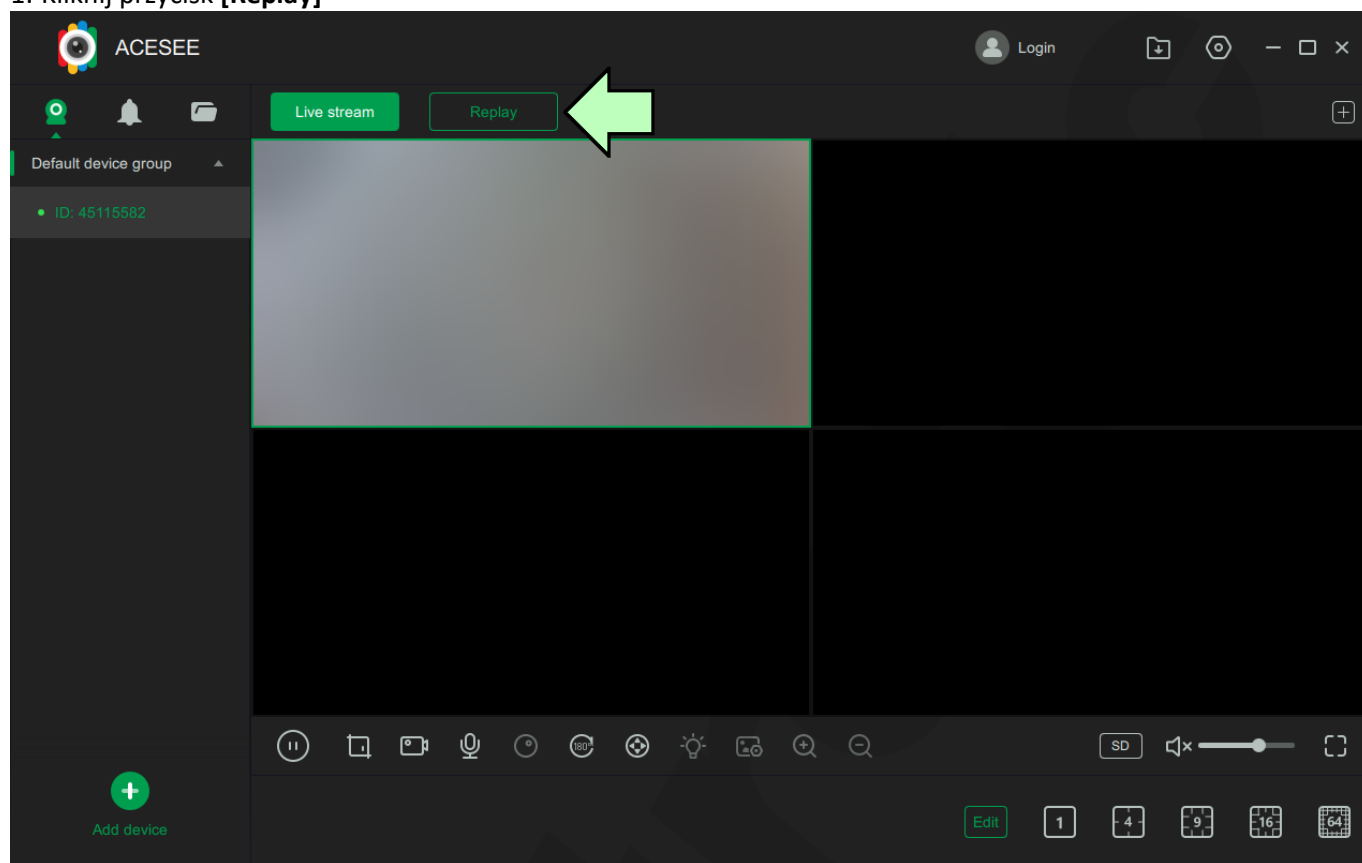 1. Kliknij przycisk [Replay]
ACESEE
Login
Live stream
Replay
Default device group
ID: 45115582
180°
SD
Add device
Edit
1
4
9
16
64